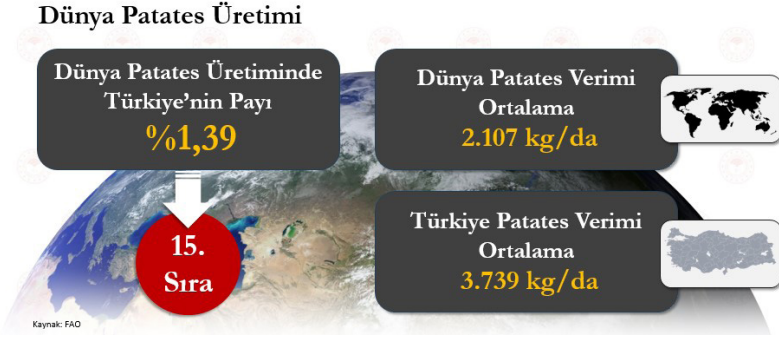 Dünya Patates Üretimi
Dünya Patates Üretiminde
Türkiye’nin Payı
%1,39
15.
Sıra
Dünya Patates Verimi
Ortalama
2.107 kg/da
Türkiye Patates Verimi
Ortalama
3.739 kg/da
Kaynak: FAO